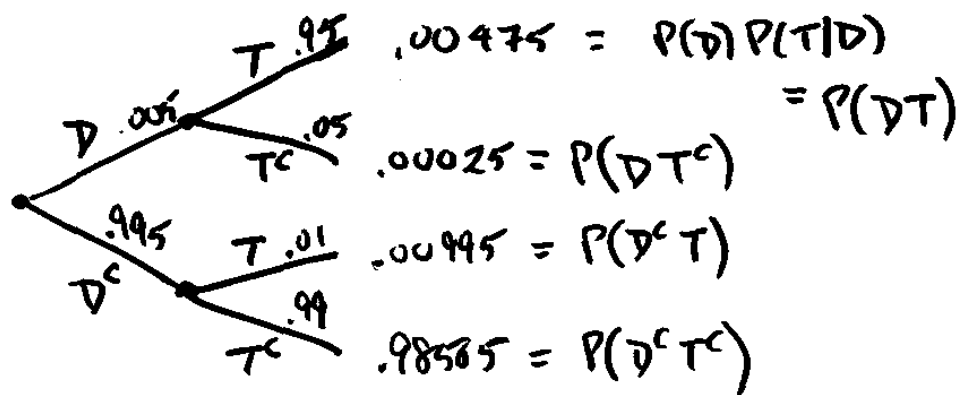 T .95 .00475 = P(D)P(T|D)
= P(DT)
D .005 .05
T^C .00025 = P(DT^C)
.995 T .01 .00995 = P(D^C T)
D^C .99
T^C .98505 = P(D^C T^C)